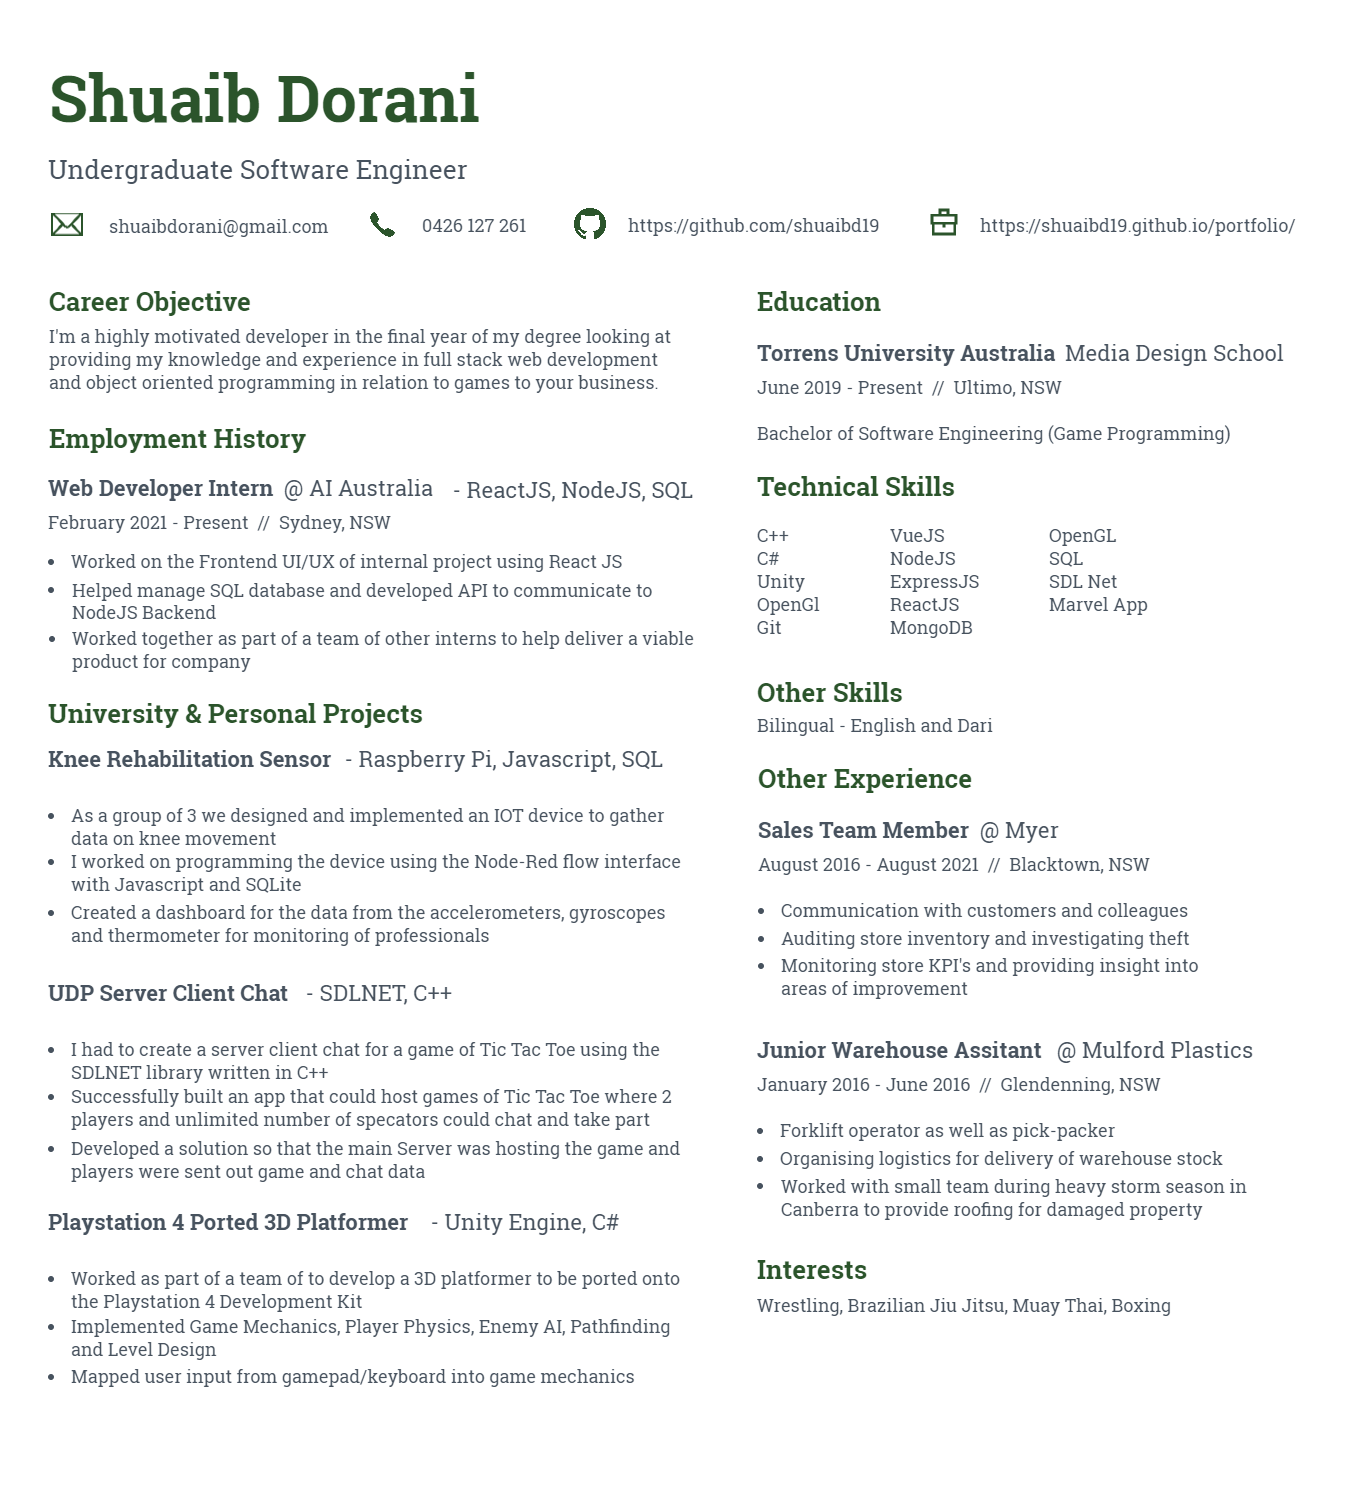 Shuaib Dorani
Undergraduate Software Engineer
shuaibdorani@gmail.com
0426 127 261
https://github.com/shuaibd19
https://shuaibd19.github.io/portfolio/
Career Objective
I'm a highly motivated developer in the final year of my degree looking at
providing my knowledge and experience in full stack web development
and object oriented programming in relation to games to your business.
Employment History
Web Developer Intern @ AI Australia - ReactJS, NodeJS, SQL
February 2021 - Present // Sydney, NSW
• Worked on the Frontend UI/UX of internal project using React JS
• Helped manage SQL database and developed API to communicate to
NodeJS Backend
• Worked together as part of a team of other interns to help deliver a viable
product for company
University & Personal Projects
Knee Rehabilitation Sensor - Raspberry Pi, Javascript, SQL
• As a group of 3 we designed and implemented an IOT device to gather
data on knee movement
• I worked on programming the device using the Node-Red flow interface
with Javascript and SQLite
• Created a dashboard for the data from the accelerometers, gyroscopes
and thermometer for monitoring of professionals
UDP Server Client Chat - SDLNET, C++
• I had to create a server client chat for a game of Tic Tac Toe using the
SDLNET library written in C++
• Successfully built an app that could host games of Tic Tac Toe where 2
players and unlimited number of specators could chat and take part
• Developed a solution so that the main Server was hosting the game and
players were sent out game and chat data
Playstation 4 Ported 3D Platformer - Unity Engine, C#
• Worked as part of a team of to develop a 3D platformer to be ported onto
the Playstation 4 Development Kit
• Implemented Game Mechanics, Player Physics, Enemy AI, Pathfinding
and Level Design
• Mapped user input from gamepad/keyboard into game mechanics
Education
Torrens University Australia Media Design School
June 2019 - Present // Ultimo, NSW
Bachelor of Software Engineering (Game Programming)
Technical Skills
C++ VueJS OpenGL
C# NodeJS SQL
Unity ExpressJS SDL Net
OpenGl ReactJS Marvel App
Git MongoDB
Other Skills
Bilingual - English and Dari
Other Experience
Sales Team Member @ Myer
August 2016 - August 2021 // Blacktown, NSW
• Communication with customers and colleagues
• Auditing store inventory and investigating theft
• Monitoring store KPI's and providing insight into
areas of improvement
Junior Warehouse Assitant @ Mulford Plastics
January 2016 - June 2016 // Glendenning, NSW
• Forklift operator as well as pick-packer
• Organising logistics for delivery of warehouse stock
• Worked with small team during heavy storm season in
Canberra to provide roofing for damaged property
Interests
Wrestling, Brazilian Jiu Jitsu, Muay Thai, Boxing